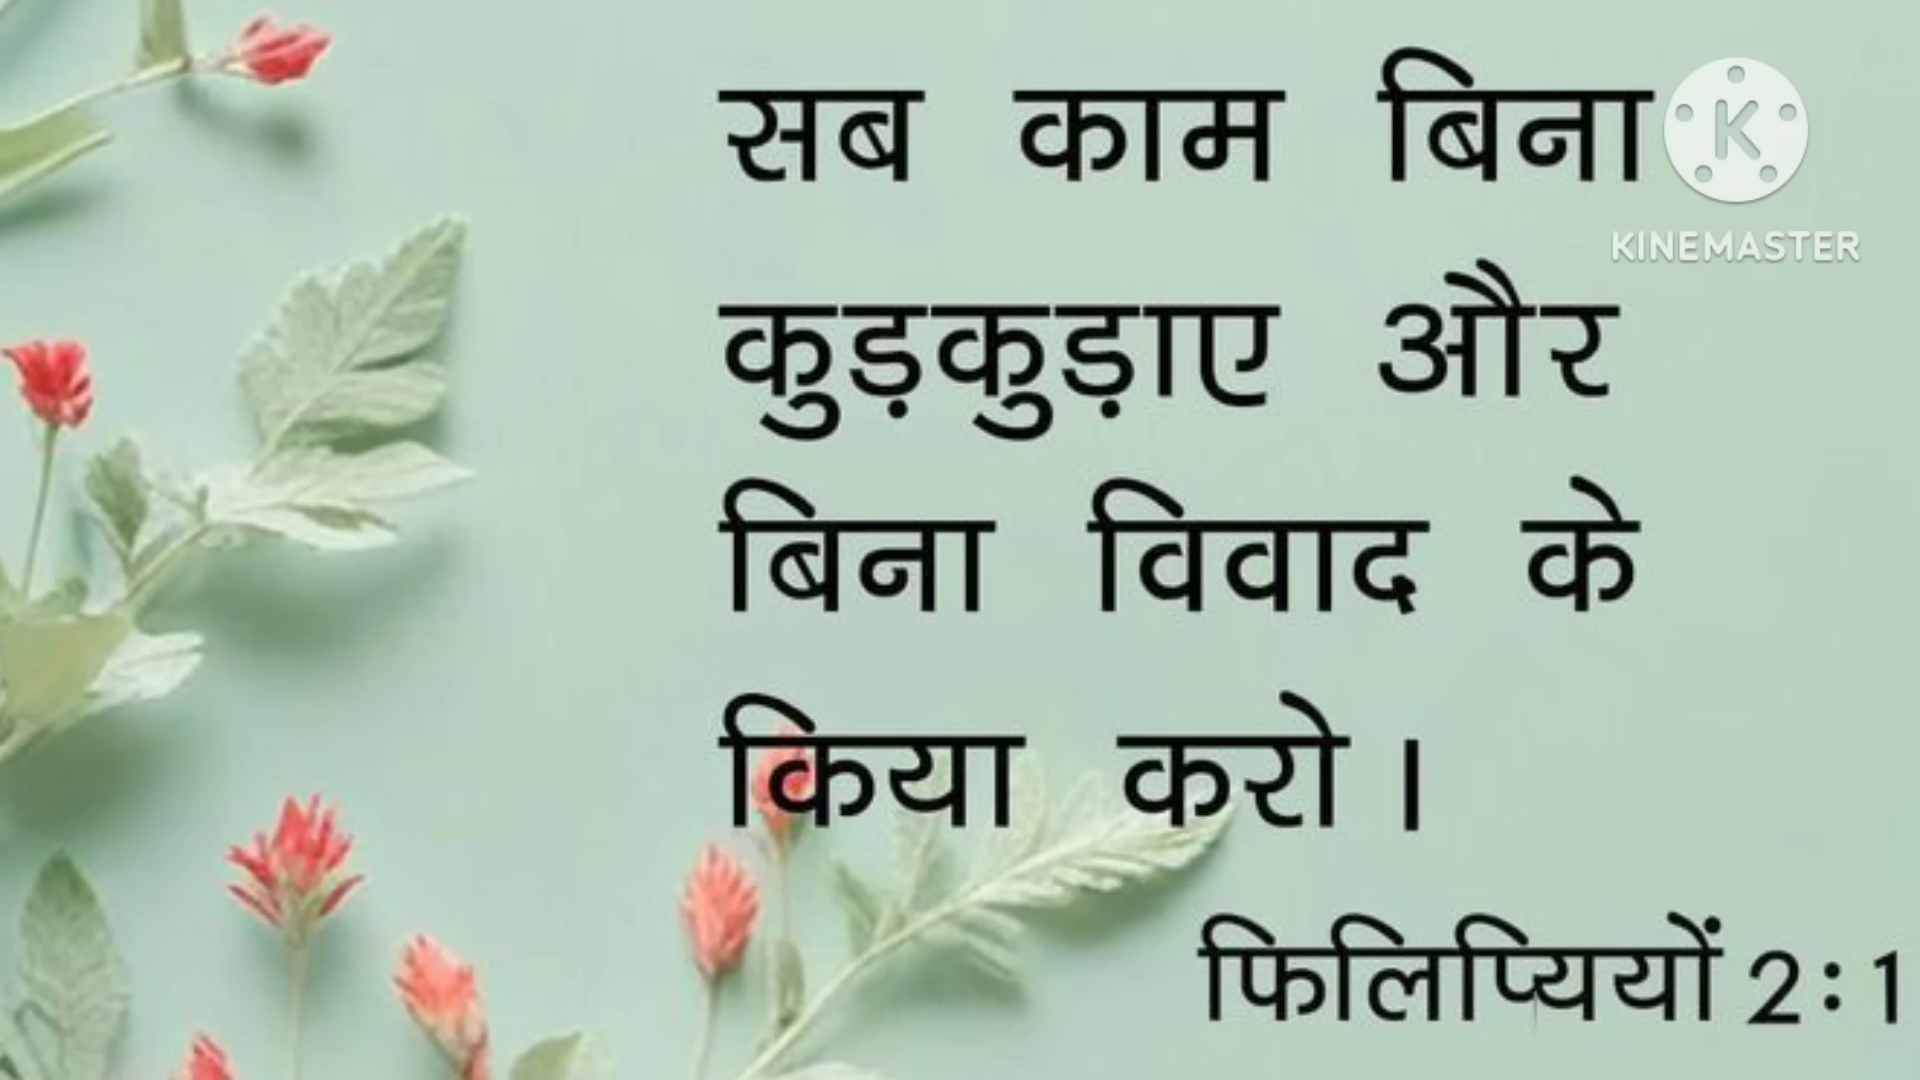 सब काम बिना
कुड़कुड़ाए और
बिना विवाद के
किया करो ।
फिलिप्पियों 2:1
K
KINEMASTER